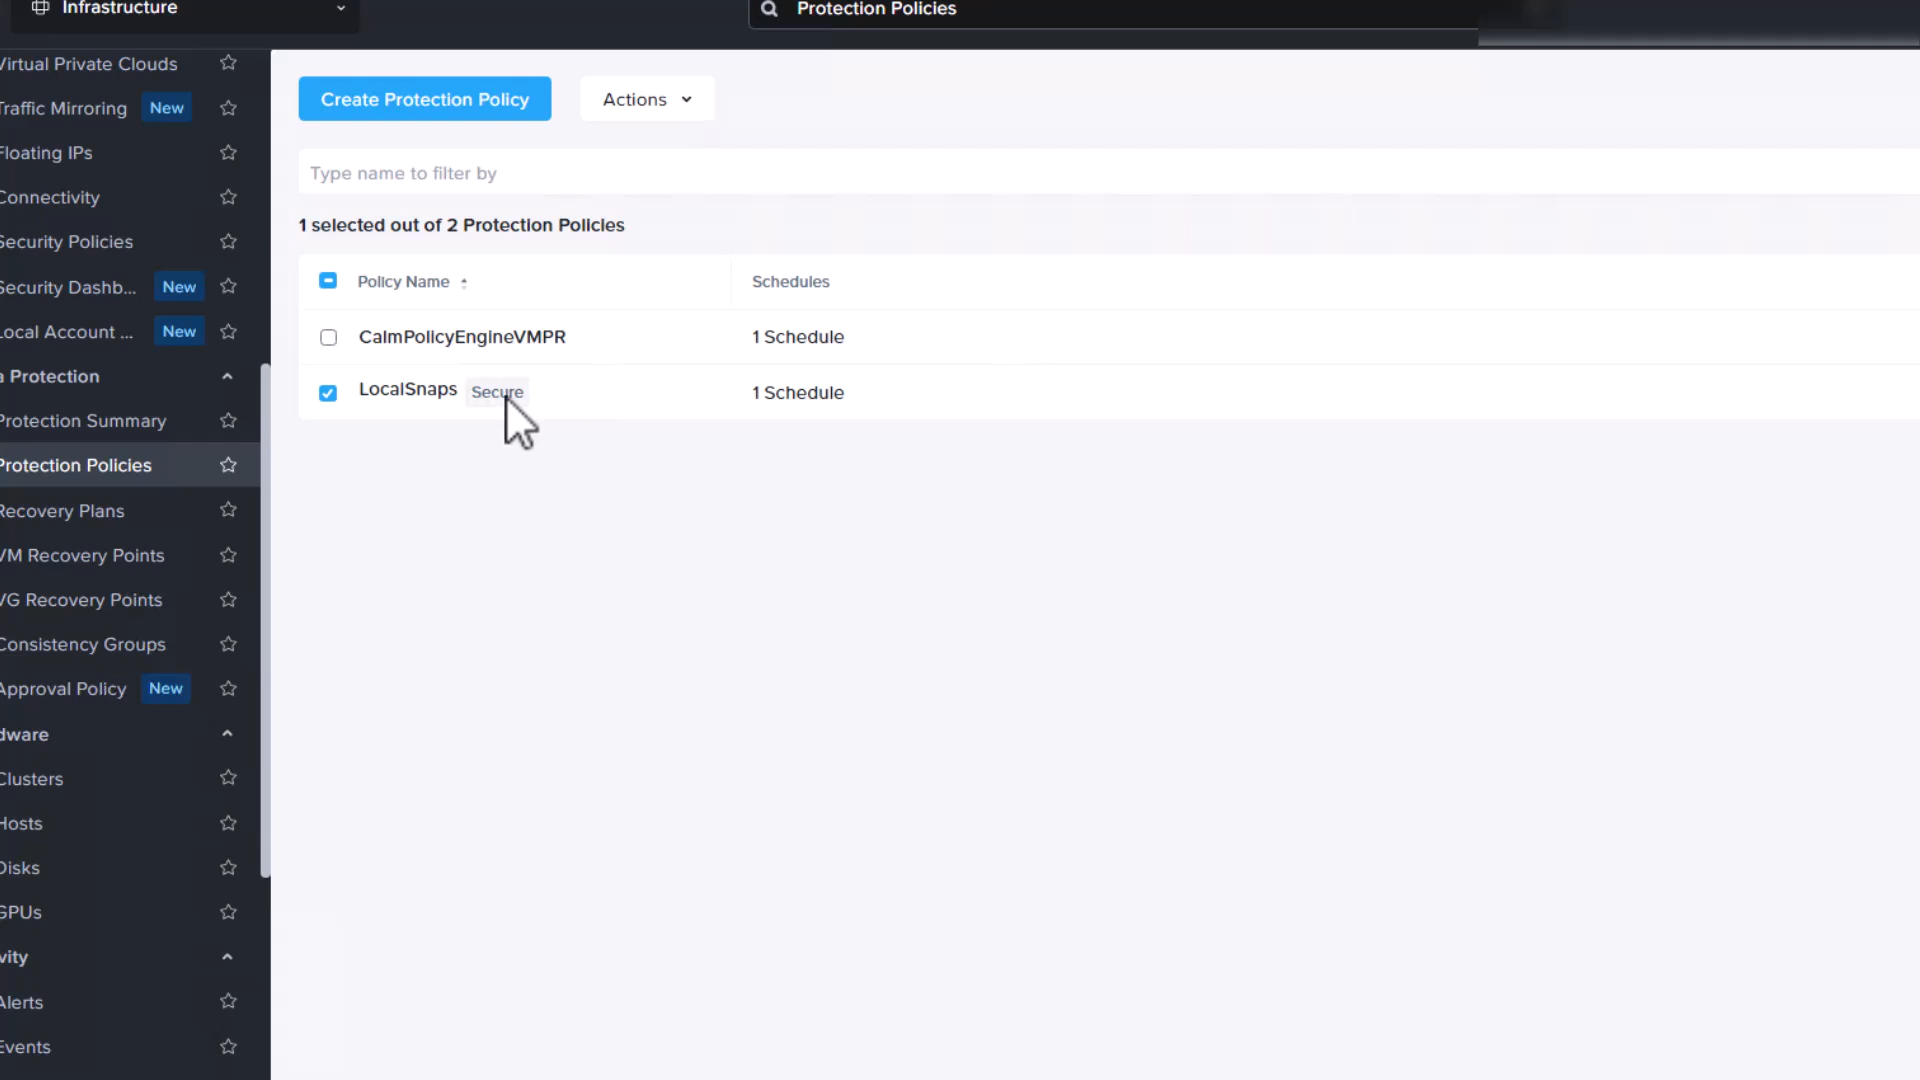 Infrastructure
Protection Policies
Virtual Private Clouds
Traffic Mirroring New
Floating IPs
Connectivity
Security Policies
Security Dashb... New
Local Account ... New
a Protection
Protection Summary
Protection Policies
Recovery Plans
VM Recovery Points
VG Recovery Points
Consistency Groups
Approval Policy New
dware
Clusters
Hosts
Disks
GPUs
vity
Alerts
Events
Create Protection Policy
Actions
Type name to filter by
1 selected out of 2 Protection Policies
Policy Name Schedules
CalmPolicyEngineVMPR 1 Schedule
LocalSnaps Secure 1 Schedule